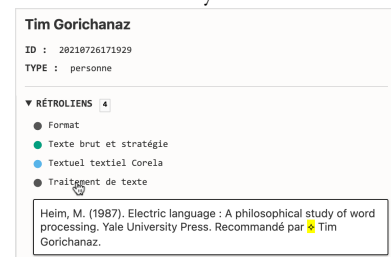 Tim Gorichanaz
ID : 20210726171929
TYPE : personne
▼ RÉTROLIENS 4
Format
Texte brut et stratégie
Textuel textiel Corela
Traitement de texte
Heim, M. (1987). Electric language : A philosophical study of word
processing. Yale University Press. Recommandé par Tim
Gorichanaz.